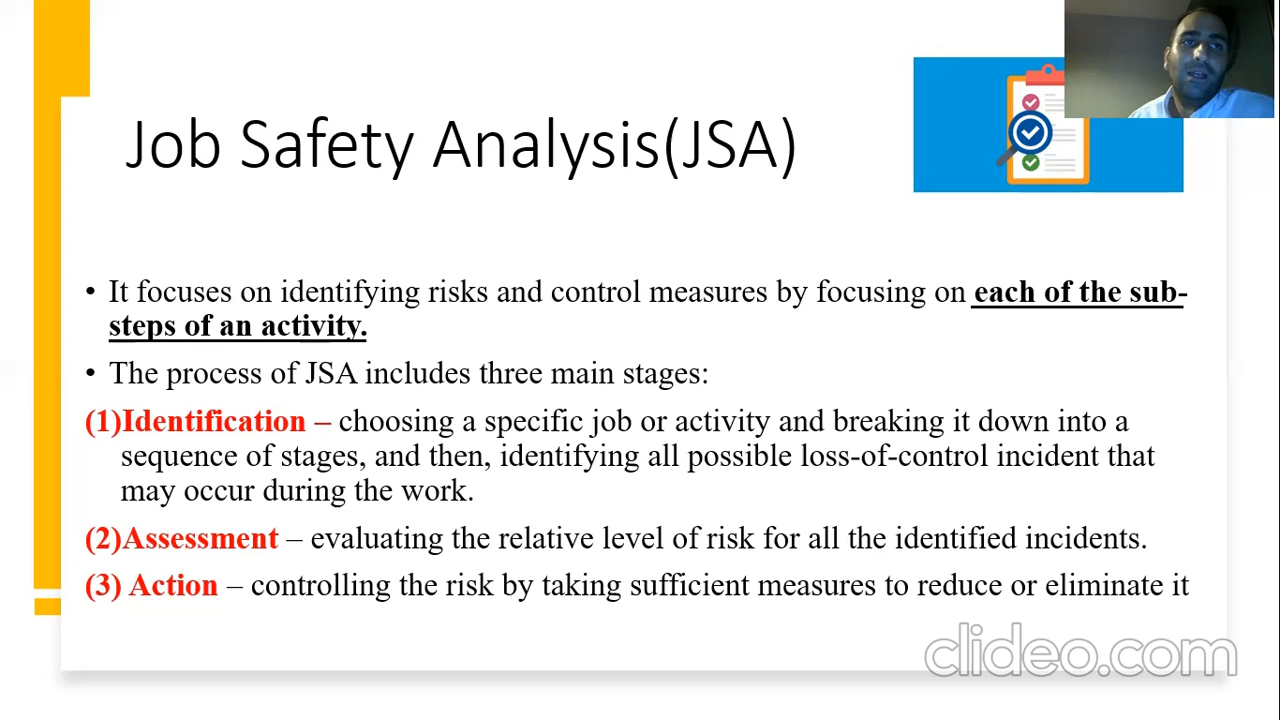 Job Safety Analysis(JSA)
• It focuses on identifying risks and control measures by focusing on each of the sub-
steps of an activity.
• The process of JSA includes three main stages:
(1)Identification – choosing a specific job or activity and breaking it down into a
sequence of stages, and then, identifying all possible loss-of-control incident that
may occur during the work.
(2)Assessment – evaluating the relative level of risk for all the identified incidents.
(3) Action – controlling the risk by taking sufficient measures to reduce or eliminate it
clideo.com